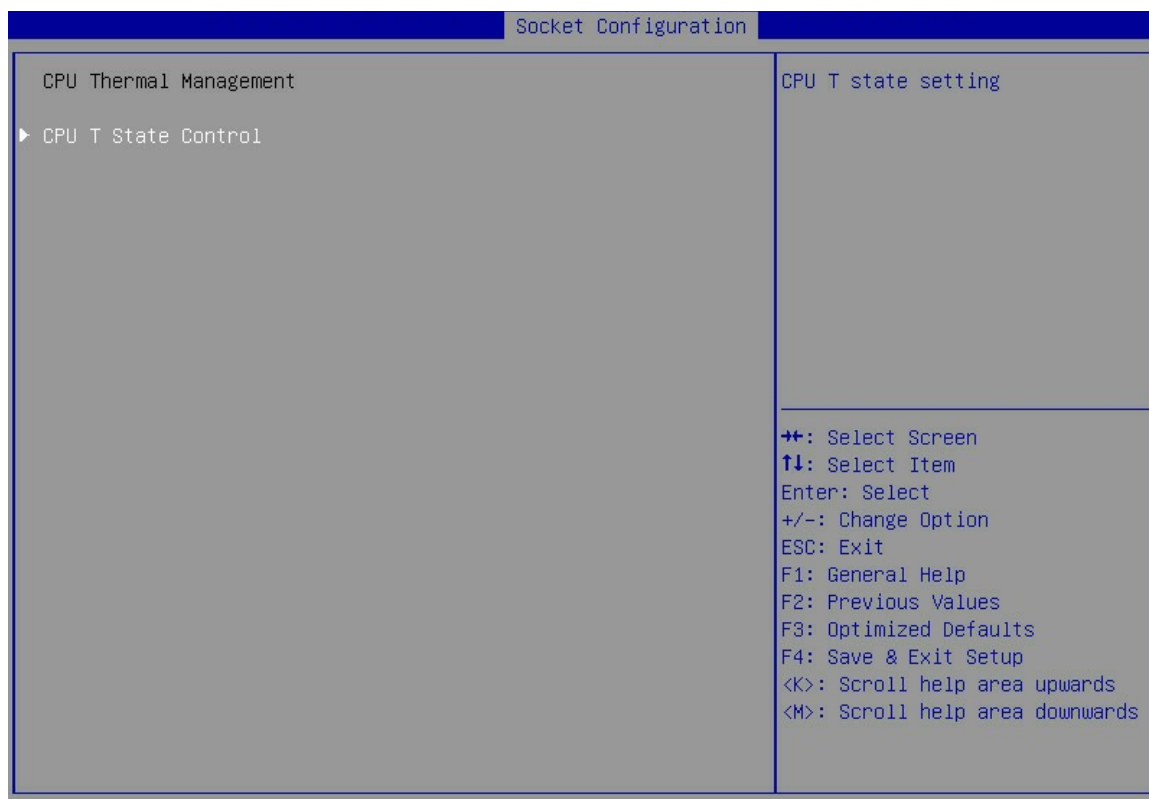 Socket Configuration
CPU Thermal Management
CPU T State Control
CPU T state setting
→←: Select Screen
↑↓: Select Item
Enter: Select
+/-: Change Option
ESC: Exit
F1: General Help
F2: Previous Values
F3: Optimized Defaults
F4: Save & Exit Setup
<K>: Scroll help area upwards
<M>: Scroll help area downwards